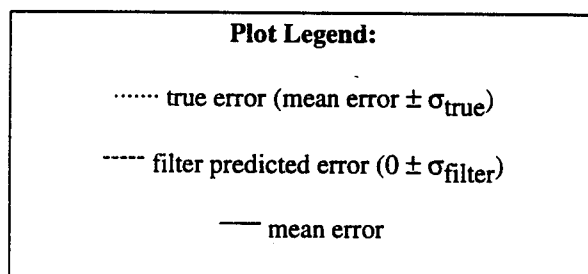 Plot Legend:
······· true error (mean error ± σtrue)
----- filter predicted error (0 ± σfilter)
—— mean error